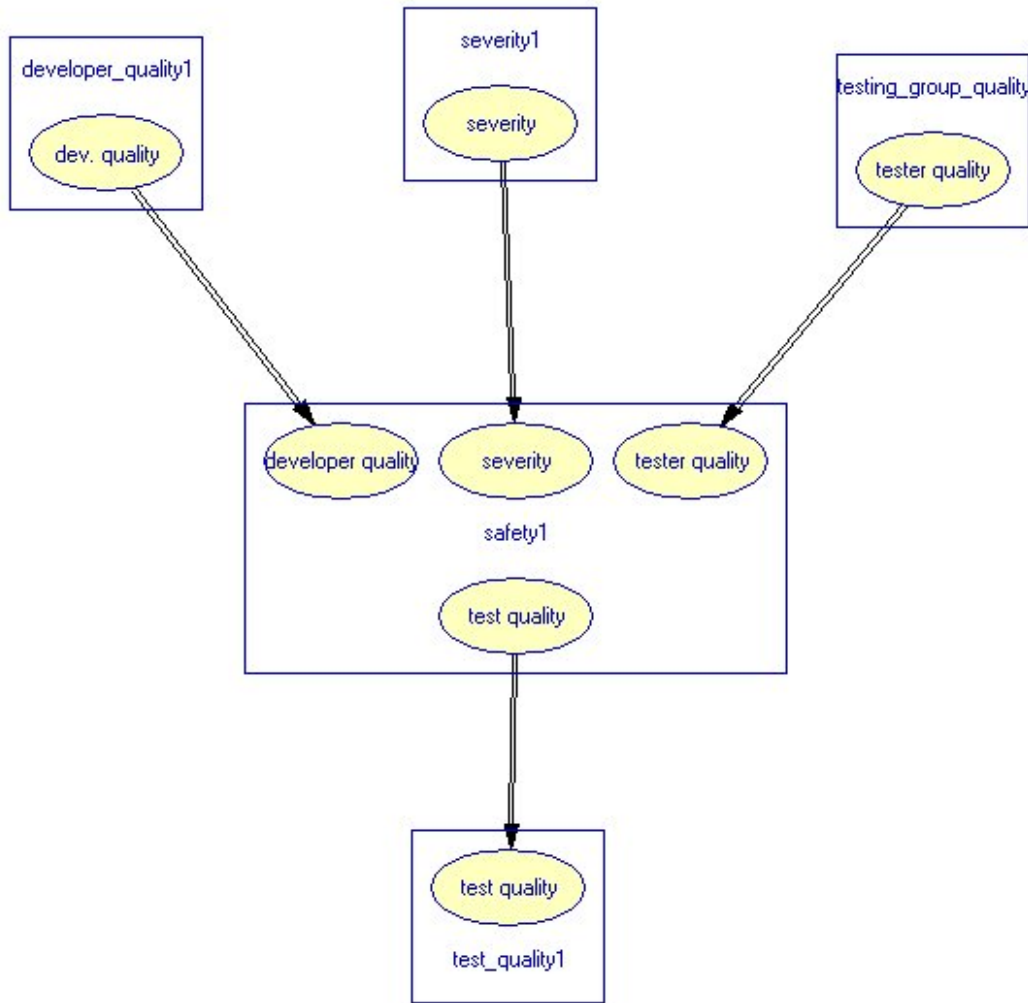 severity1
developer_quality1
testing_group_quality
severity
dev. quality
tester quality
developer quality
severity
tester quality
safety1
test quality
test quality
test_quality1